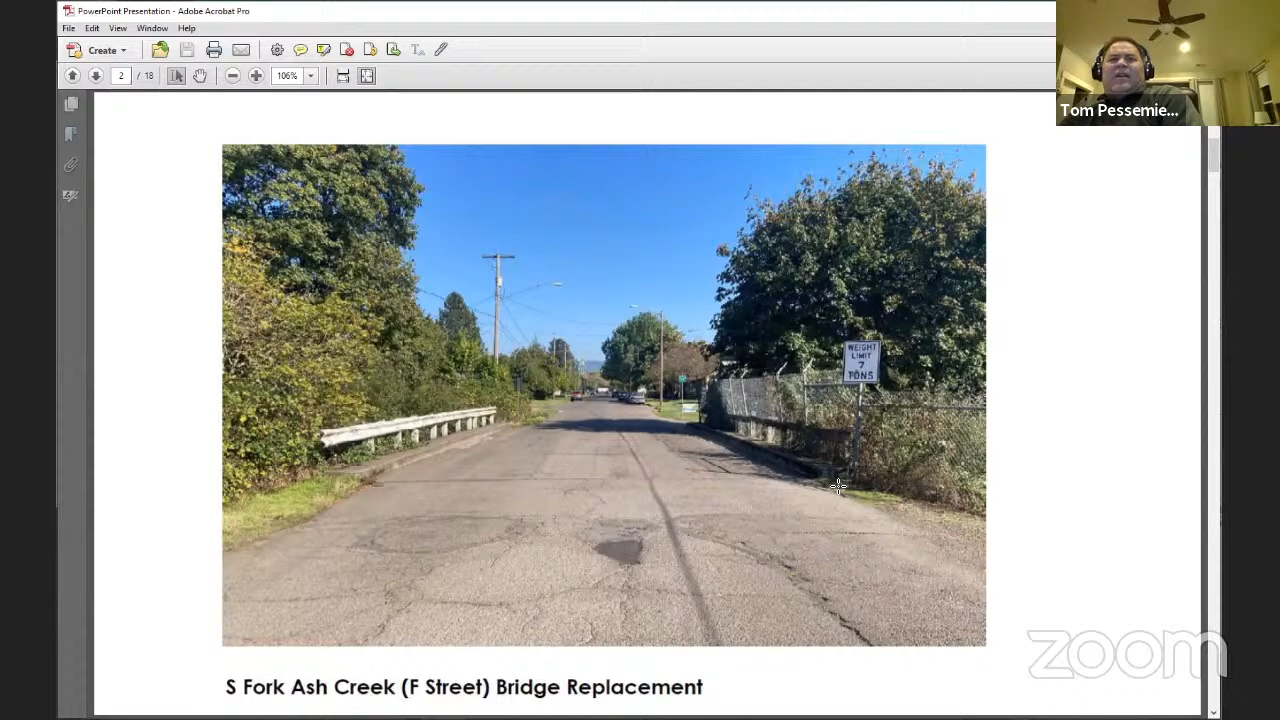 PowerPoint Presentation - Adobe Acrobat Pro
File Edit View Window Help
Create
2 / 18
106%
Tom Pessemie...
WEIGHT
LIMIT
7
TONS
zoom
S Fork Ash Creek (F Street) Bridge Replacement